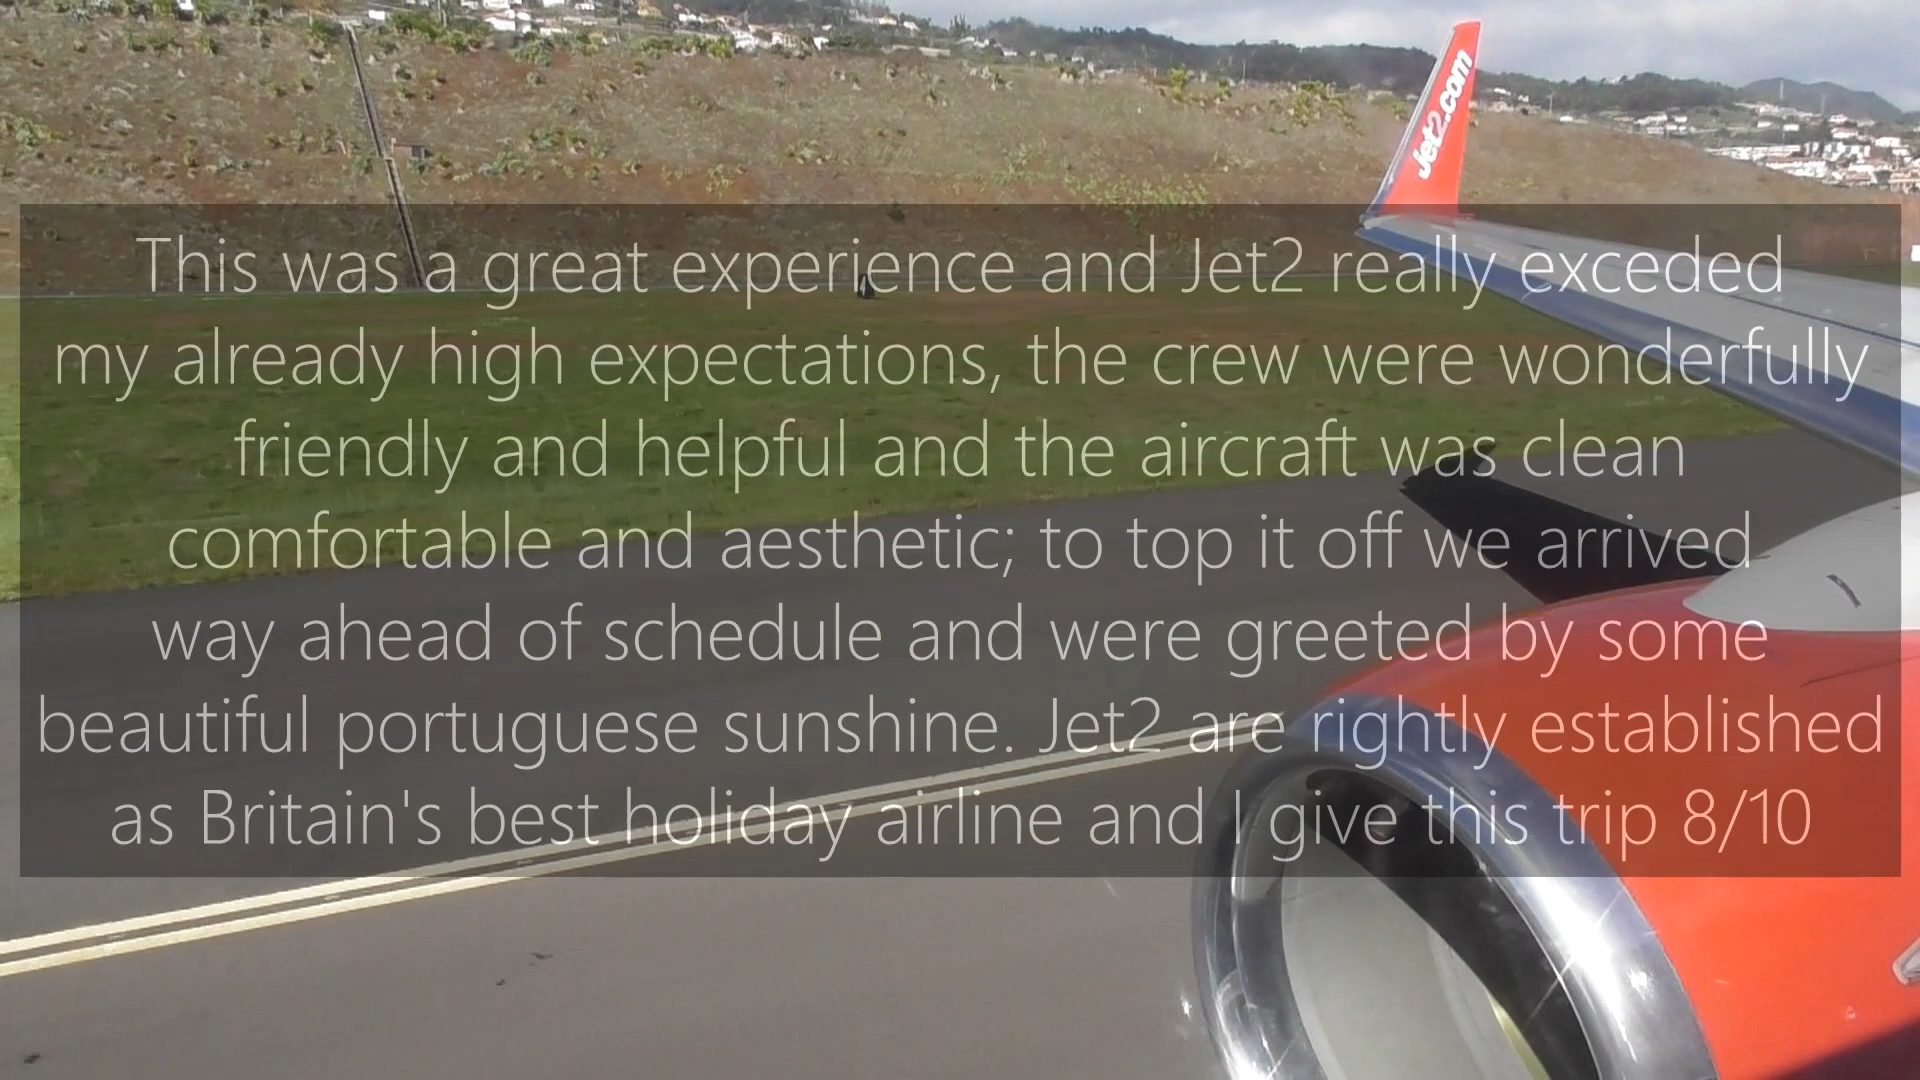 Jet2.com
This was a great experience and Jet2 really exceded
my already high expectations, the crew were wonderfully
friendly and helpful and the aircraft was clean
comfortable and aesthetic; to top it off we arrived
way ahead of schedule and were greeted by some
beautiful portuguese sunshine. Jet2 are rightly established
as Britain's best holiday airline and I give this trip 8/10